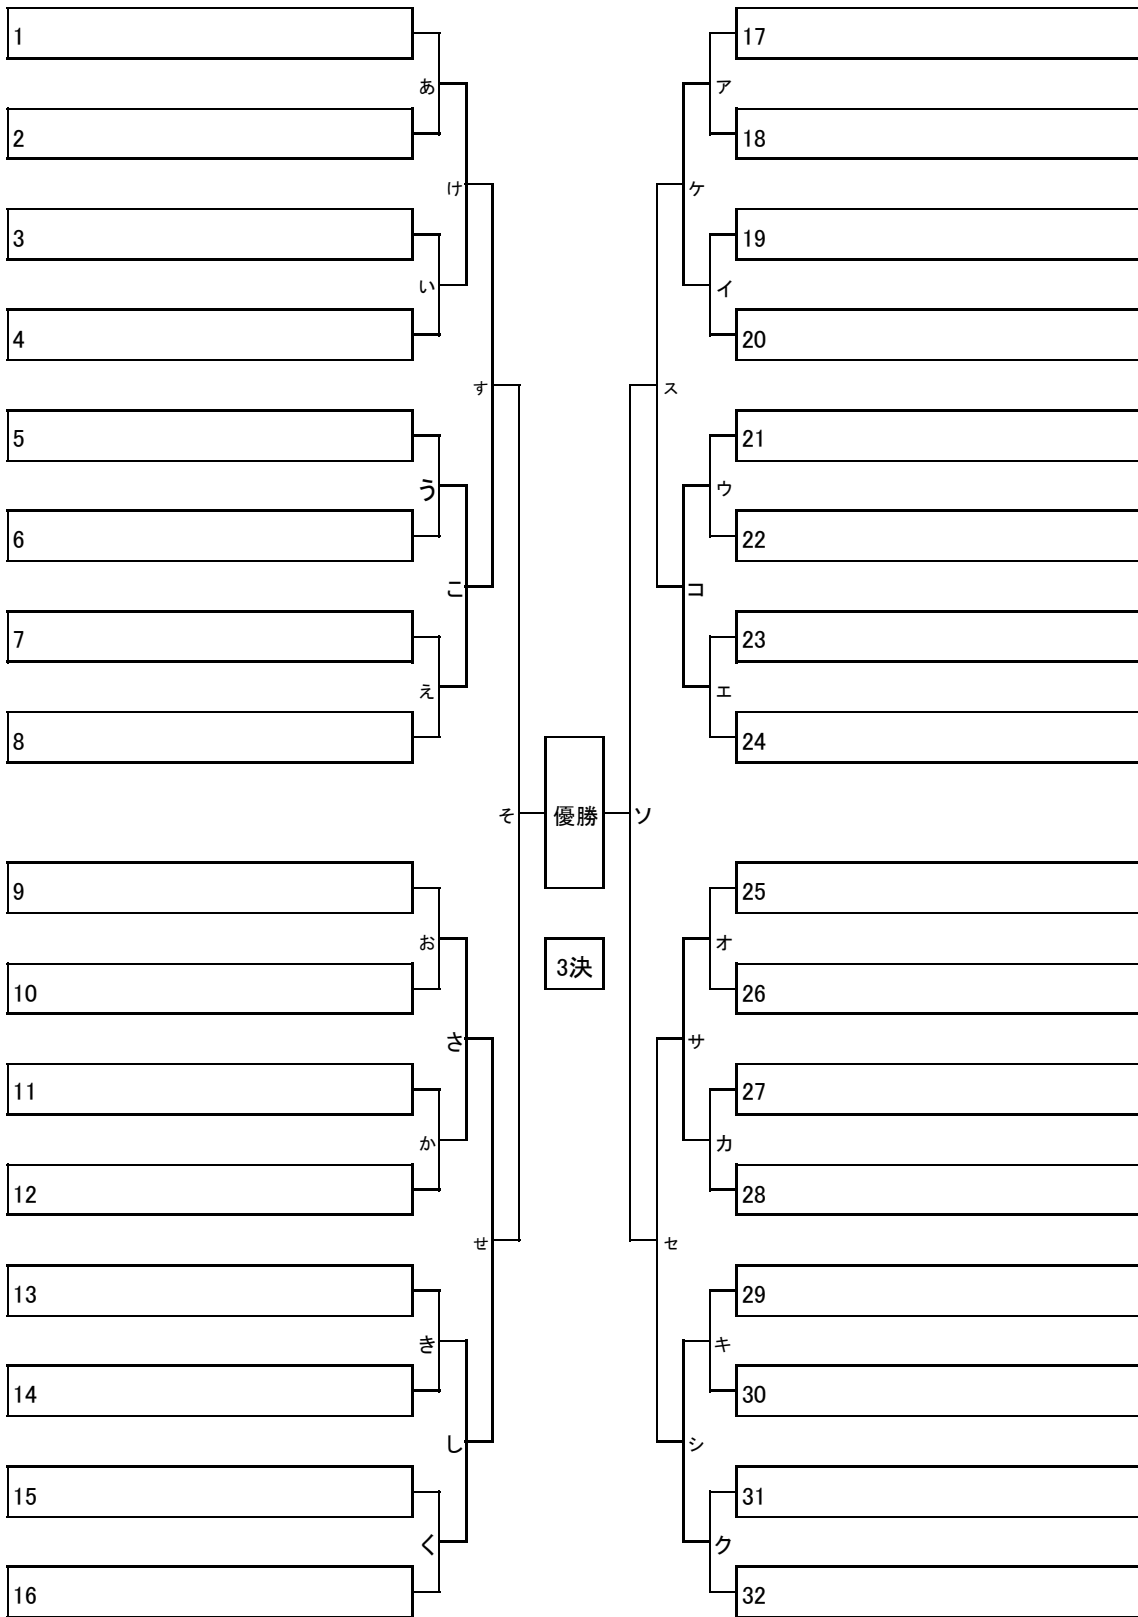 1
17
あ
ア
2
18
け
ケ
3
19
い
イ
4
20
す
ス
5
21
う
ウ
6
22
こ
コ
7
23
え
エ
8
24
そ
優勝
ソ
9
25
お
オ
3決
10
26
さ
サ
11
27
か
カ
12
28
せ
セ
13
29
き
キ
14
30
し
シ
15
31
く
ク
16
32